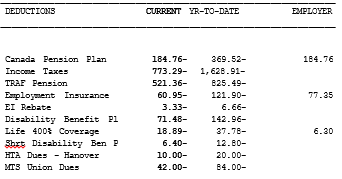 DEDUCTIONS CURRENT YR-TO-DATE EMPLOYER
Canada Pension Plan 184.76- 369.52- 184.76
Income Taxes 773.29- 1,628.91-
TRAF Pension 521.36- 825.49-
Employment Insurance 60.95- 121.90- 77.35
EI Rebate 3.33- 6.66-
Disability Benefit Pl 71.48- 142.96-
Life 400% Coverage 18.89- 37.78- 6.30
Shrt Disability Ben P 6.40- 12.80-
HTA Dues - Hanover 10.00- 20.00-
MTS Union Dues 42.00- 84.00-